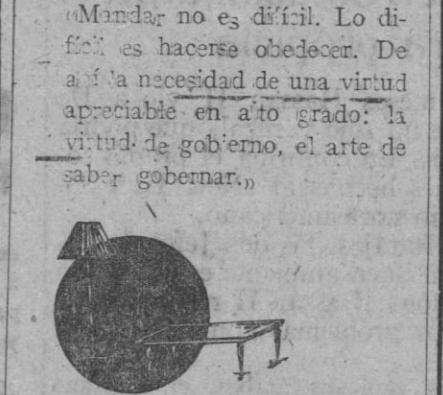 «Mandar no es difícil. Lo di-
fícil es hacerse obedecer. De
aquí la necesidad de una virtud
apreciable en alto grado: la
virtud de gobierno, el arte de
saber gobernar.»